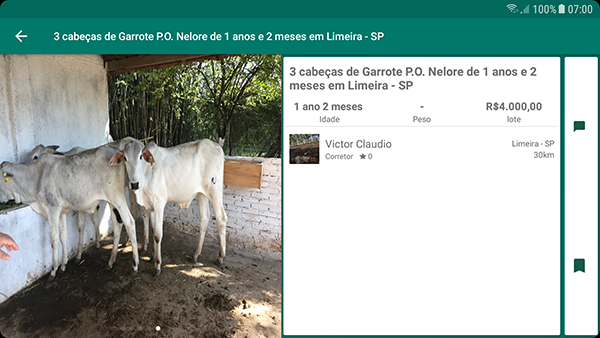 100% 07:00
3 cabeças de Garrote P.O. Nelore de 1 anos e 2 meses em Limeira - SP
3 cabeças de Garrote P.O. Nelore de 1 anos e 2
meses em Limeira - SP
1 ano 2 meses - R$4.000,00
Idade Peso lote
Victor Claudio Limeira - SP
Corretor ★ 0 30km